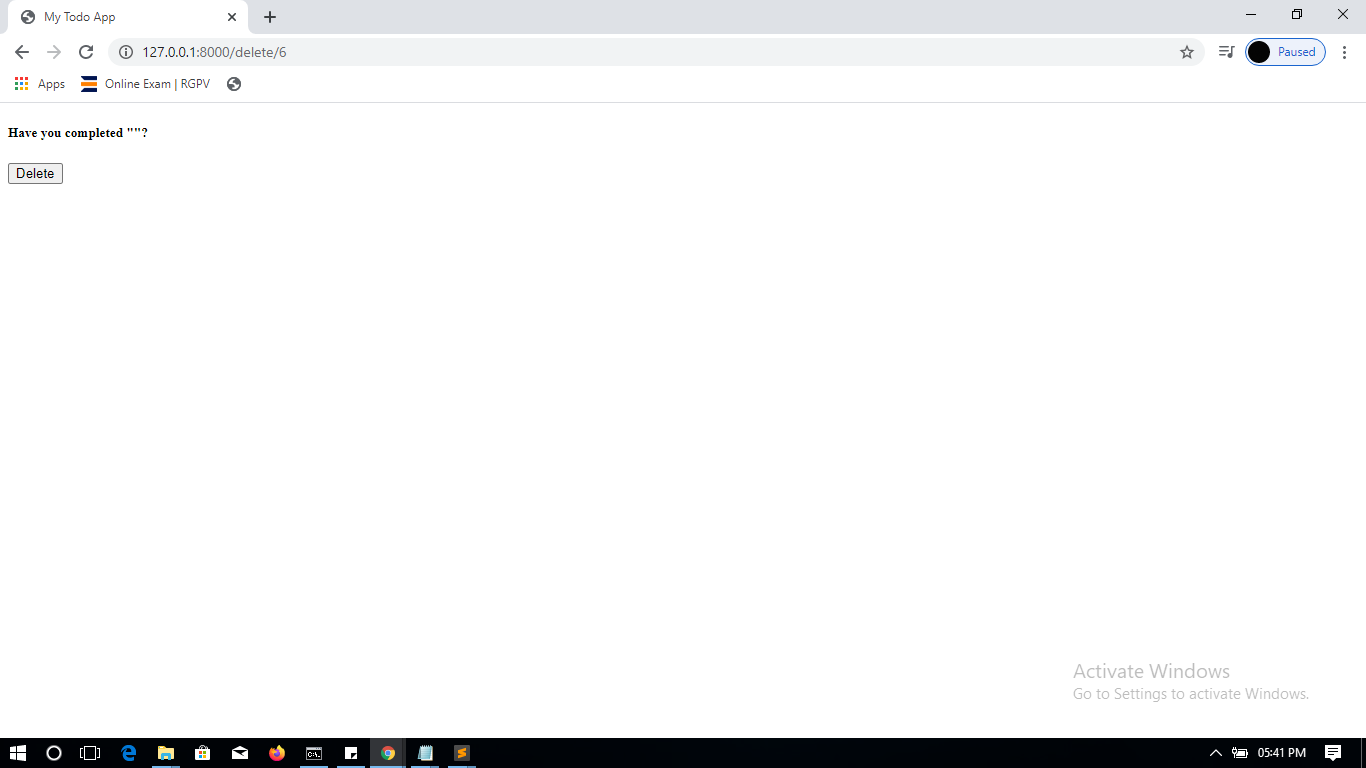 My Todo App
127.0.0.1:8000/delete/6
Paused
Apps
Online Exam | RGPV
Have you completed ""?
Delete
Activate Windows
Go to Settings to activate Windows.
05:41 PM